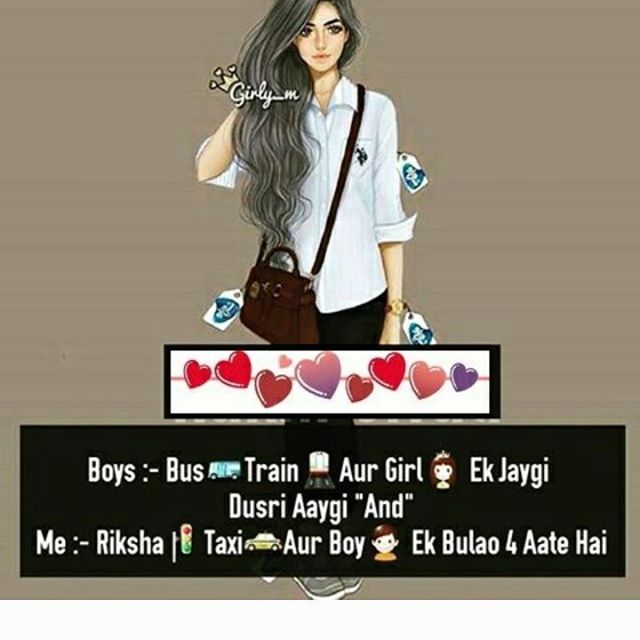 Girly_m
Boys :- Bus🚌Train🚊Aur Girl👸 Ek Jaygi
Dusri Aaygi "And"
Me :- Riksha🚦Taxi🚕Aur Boy👦 Ek Bulao 4 Aate Hai